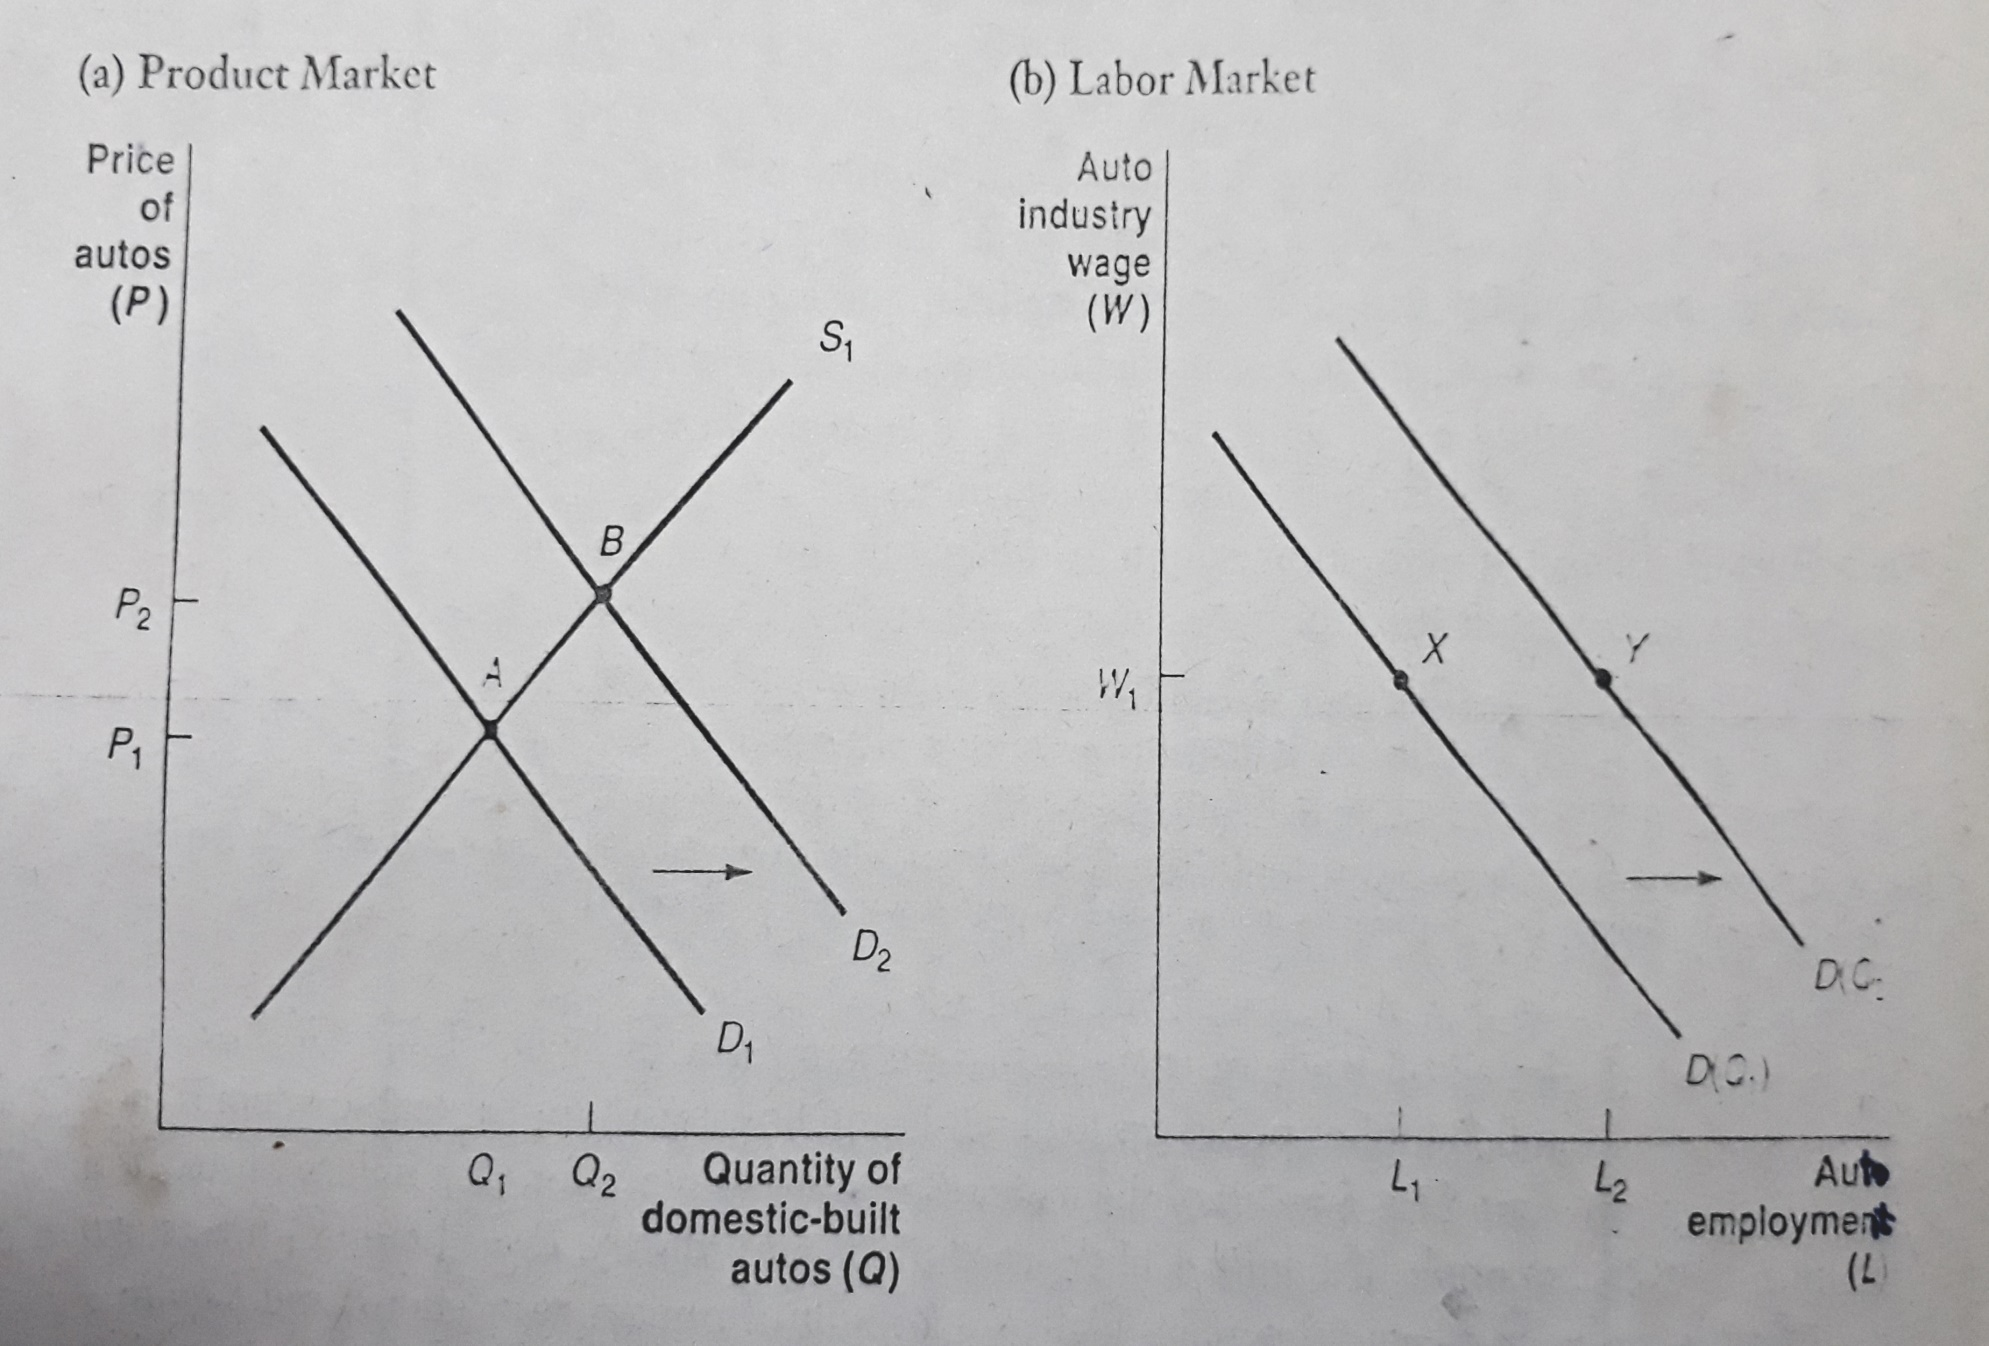 (a) Product Market
Price
of
autos
(P)
S1
B
P2
A
P1
D2
D1
Q1
Q2
Quantity of
domestic-built
autos (Q)
(b) Labor Market
Auto
industry
wage
(W)
X
Y
W1
L1
L2
Auto
employment
(L)